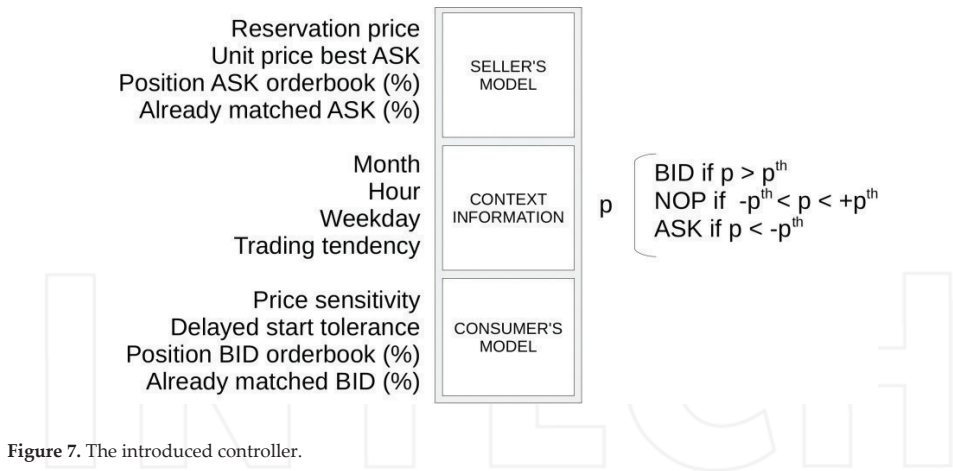 Reservation price
Unit price best ASK
Position ASK orderbook (%)
Already matched ASK (%)
SELLER'S
MODEL
Month
Hour
Weekday
Trading tendency
CONTEXT
INFORMATION
p
BID if p > p^th
NOP if -p^th < p < +p^th
ASK if p < -p^th
Price sensitivity
Delayed start tolerance
Position BID orderbook (%)
Already matched BID (%)
CONSUMER'S
MODEL
INTECH
Figure 7. The introduced controller.